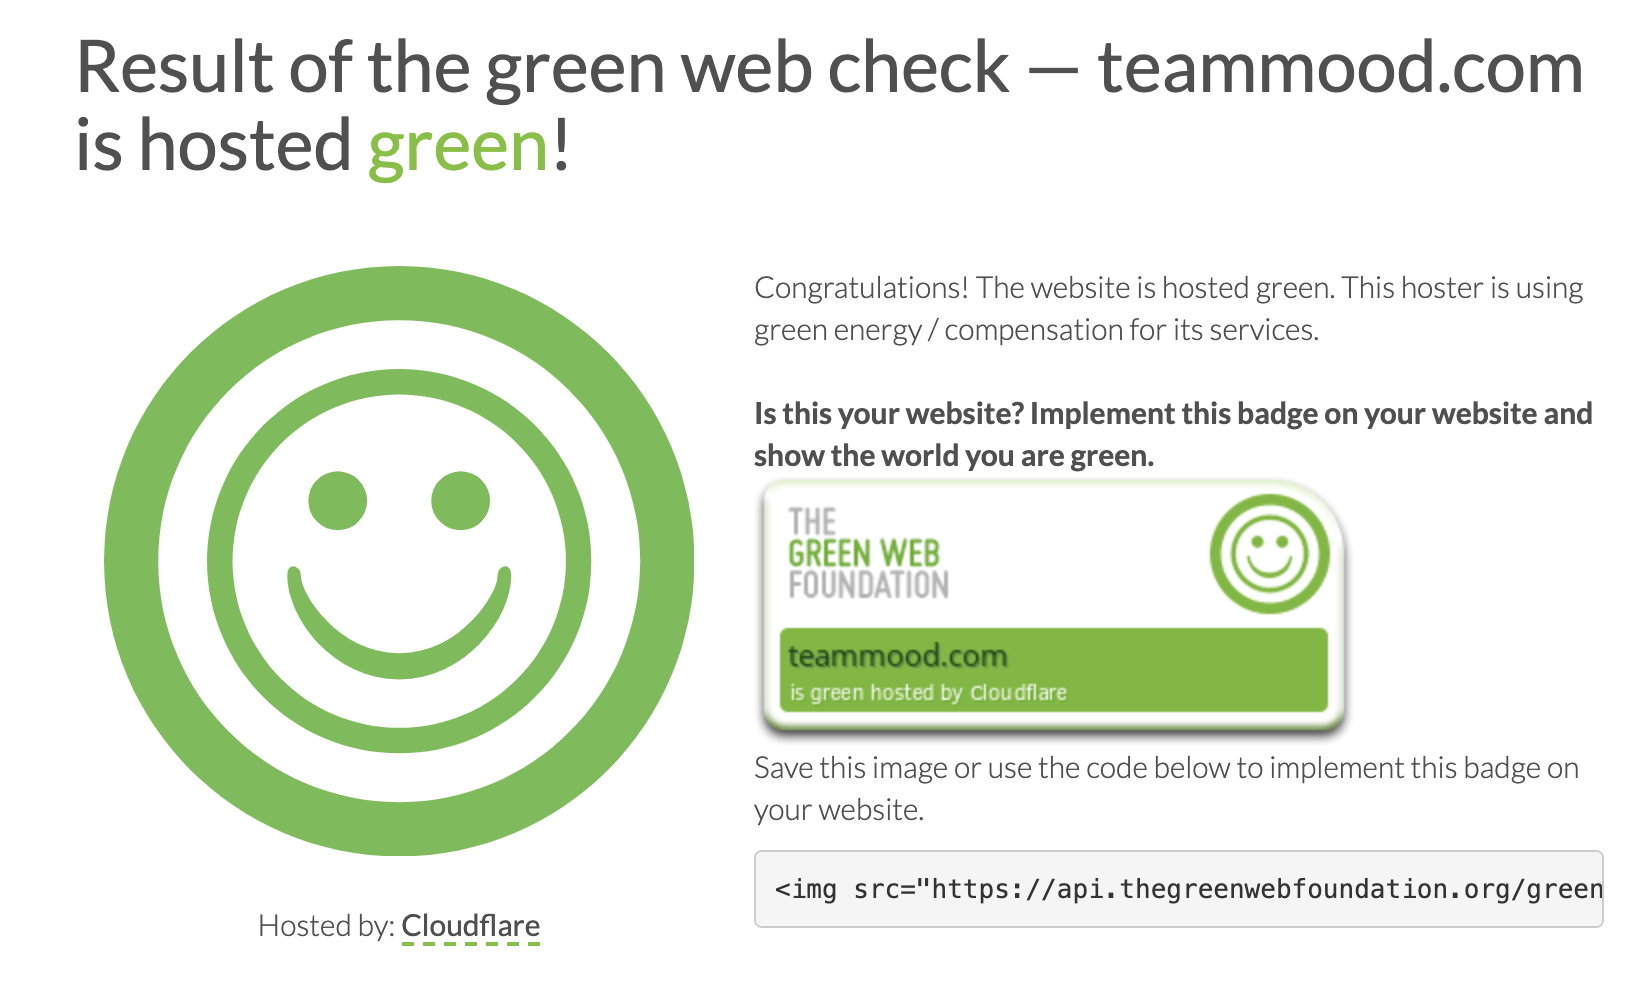 Result of the green web check — teammood.com
is hosted green!
Congratulations! The website is hosted green. This hoster is using
green energy / compensation for its services.
Is this your website? Implement this badge on your website and
show the world you are green.
THE
GREEN WEB
FOUNDATION
teammood.com
is green hosted by Cloudflare
Save this image or use the code below to implement this badge on
your website.
<img src="https://api.thegreenwebfoundation.org/green
Hosted by: Cloudflare